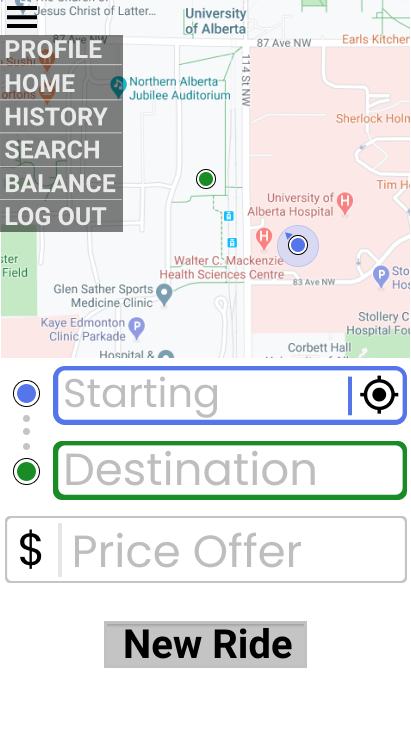 Jesus Christ of Latter…
University
of Alberta
87 Ave NW
Earls Kitchen
PROFILE
HOME
HISTORY
SEARCH
BALANCE
LOG OUT
Northern Alberta
Jubilee Auditorium
114 St NW
Sherlock Holm
Tim H
University of
Alberta Hospital
H
H
ster
Field
Walter C. Mackenzie
Health Sciences Centre
83 Ave NW
P
Sto
Hos
Glen Sather Sports
Medicine Clinic
Kaye Edmonton
Clinic Parkade
P
Stollery C
Hospital Fou
Corbett Hall
Hospital &
Starting
Destination
$ Price Offer
New Ride